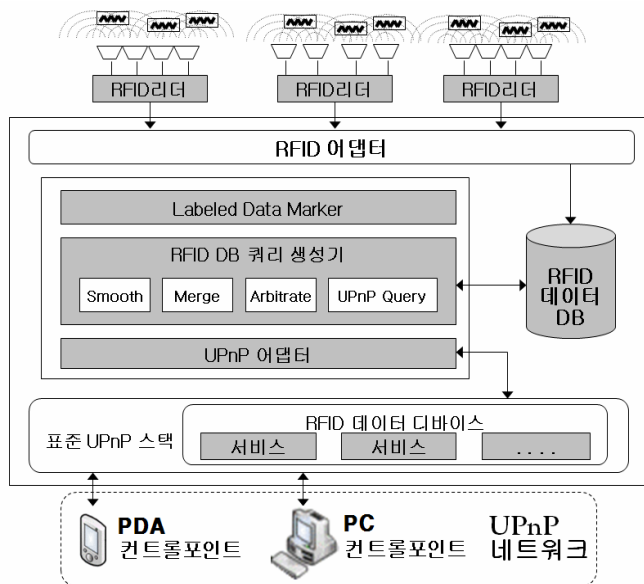 RFID리더 RFID리더 RFID리더
RFID 어댑터
Labeled Data Marker
RFID DB 쿼리 생성기
Smooth Merge Arbitrate UPnP Query
RFID
데이터
DB
UPnP 어댑터
표준 UPnP 스택
RFID 데이터 디바이스
서비스 서비스 . . . .
PDA
컨트롤포인트
PC
컨트롤포인트
UPnP
네트워크